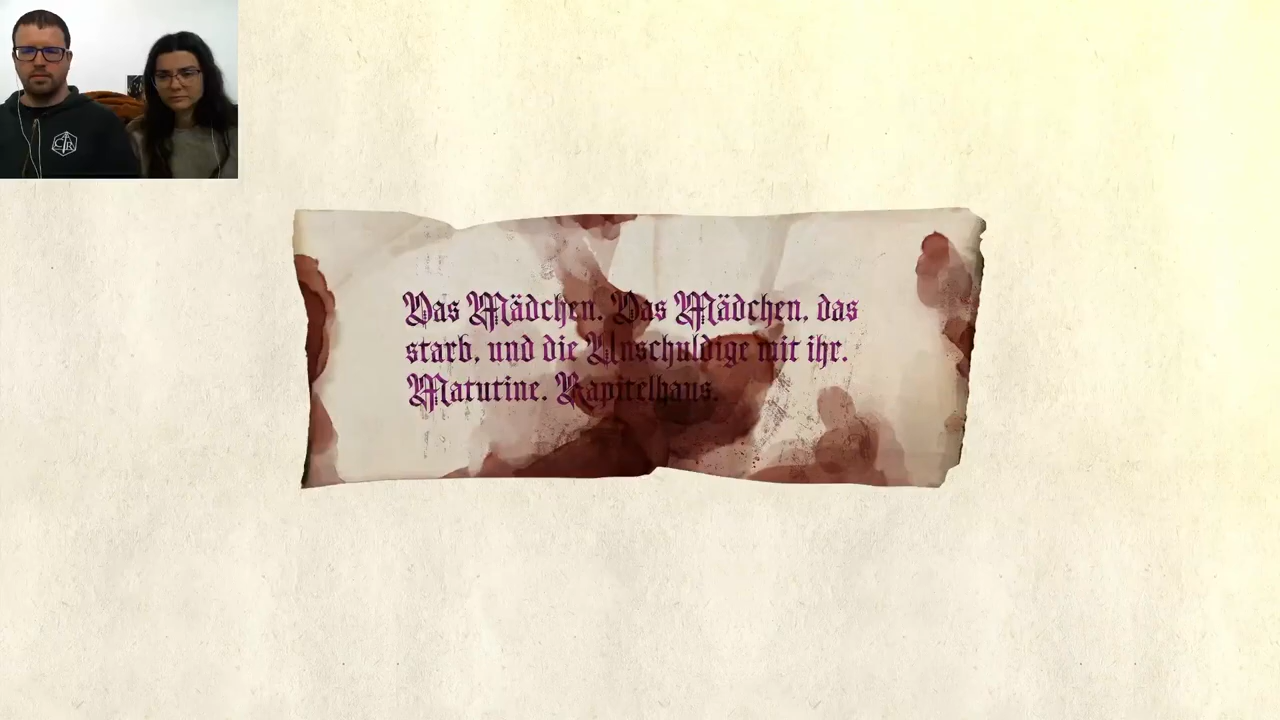 Das Mädchen. Das Mädchen, das
starb, und die Unschuldige mit ihr.
Matutine. Kapitelhaus.